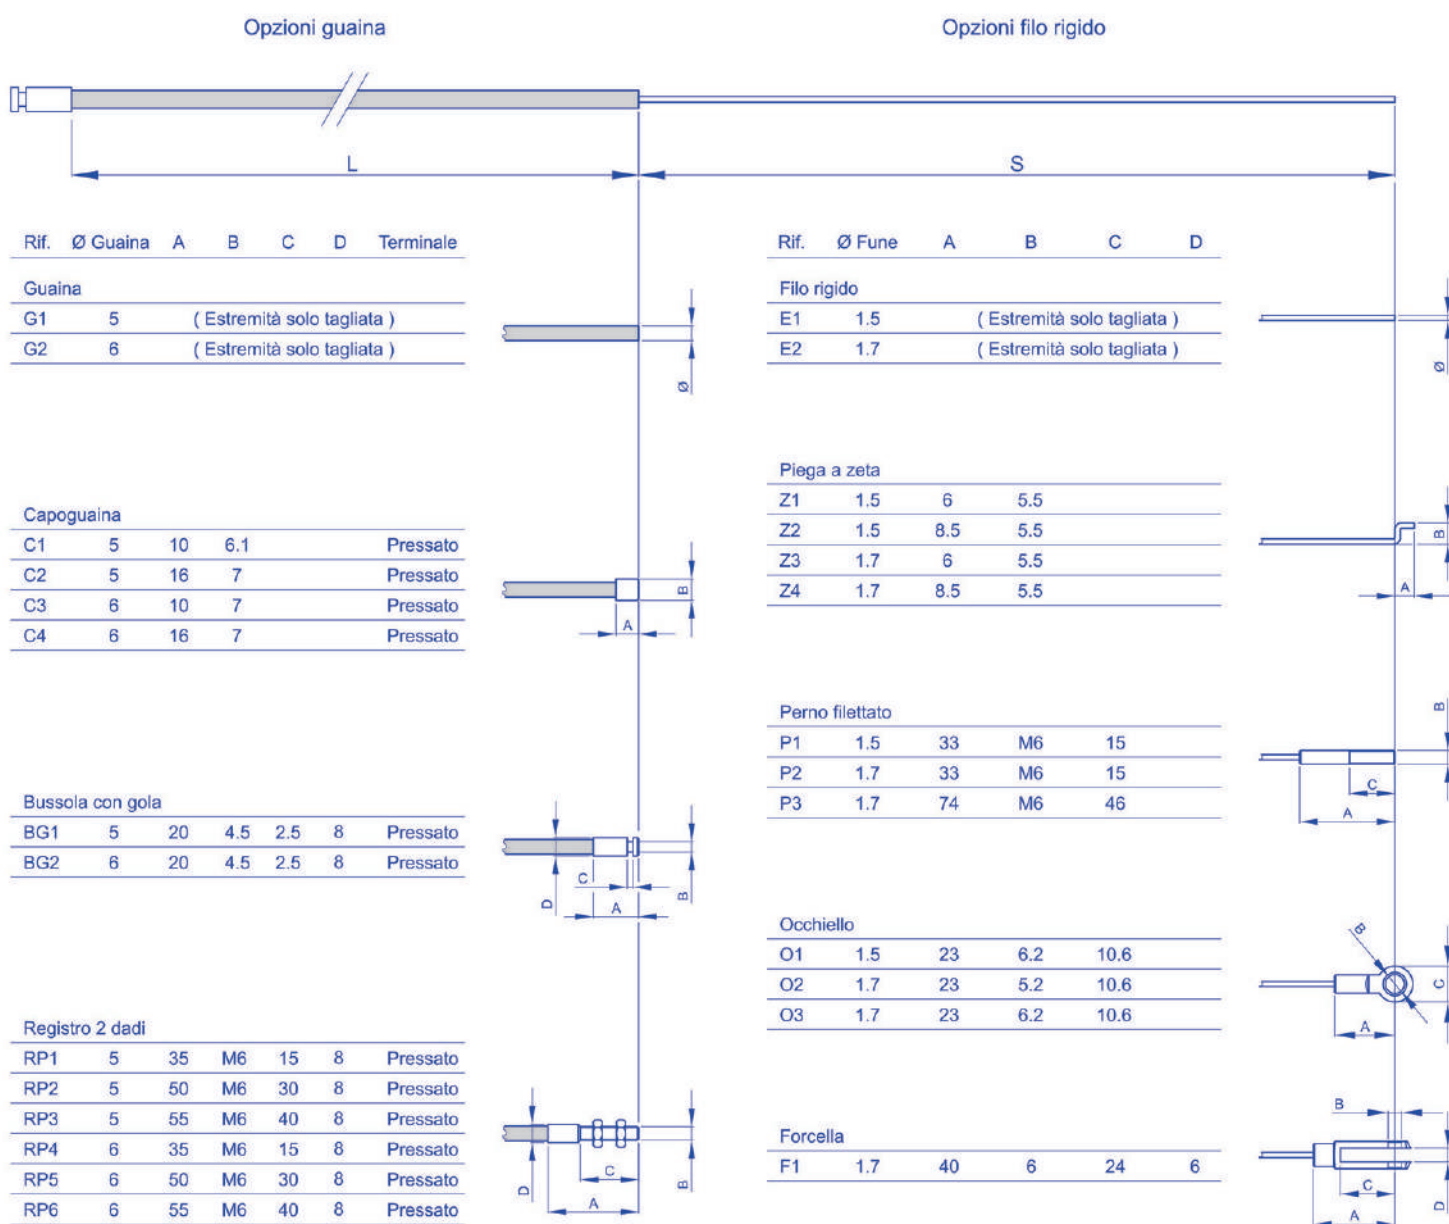 Opzioni guaina
Opzioni filo rigido
L
S
Rif. Ø Guaina A B C D Terminale
Guaina
G1 5 ( Estremità solo tagliata )
G2 6 ( Estremità solo tagliata )
Ø
Capoguaina
C1 5 10 6.1 Pressato
C2 5 16 7 Pressato
C3 6 10 7 Pressato
C4 6 16 7 Pressato
B
A
Bussola con gola
BG1 5 20 4.5 2.5 8 Pressato
BG2 6 20 4.5 2.5 8 Pressato
C
D
A
B
Registro 2 dadi
RP1 5 35 M6 15 8 Pressato
RP2 5 50 M6 30 8 Pressato
RP3 5 55 M6 40 8 Pressato
RP4 6 35 M6 15 8 Pressato
RP5 6 50 M6 30 8 Pressato
RP6 6 55 M6 40 8 Pressato
C
D
A
B
Rif. Ø Fune A B C D
Filo rigido
E1 1.5 ( Estremità solo tagliata )
E2 1.7 ( Estremità solo tagliata )
Ø
Piega a zeta
Z1 1.5 6 5.5
Z2 1.5 8.5 5.5
Z3 1.7 6 5.5
Z4 1.7 8.5 5.5
B
A
Perno filettato
P1 1.5 33 M6 15
P2 1.7 33 M6 15
P3 1.7 74 M6 46
B
C
A
Occhiello
O1 1.5 23 6.2 10.6
O2 1.7 23 5.2 10.6
O3 1.7 23 6.2 10.6
B
C
A
Forcella
F1 1.7 40 6 24 6
B
C
D
A